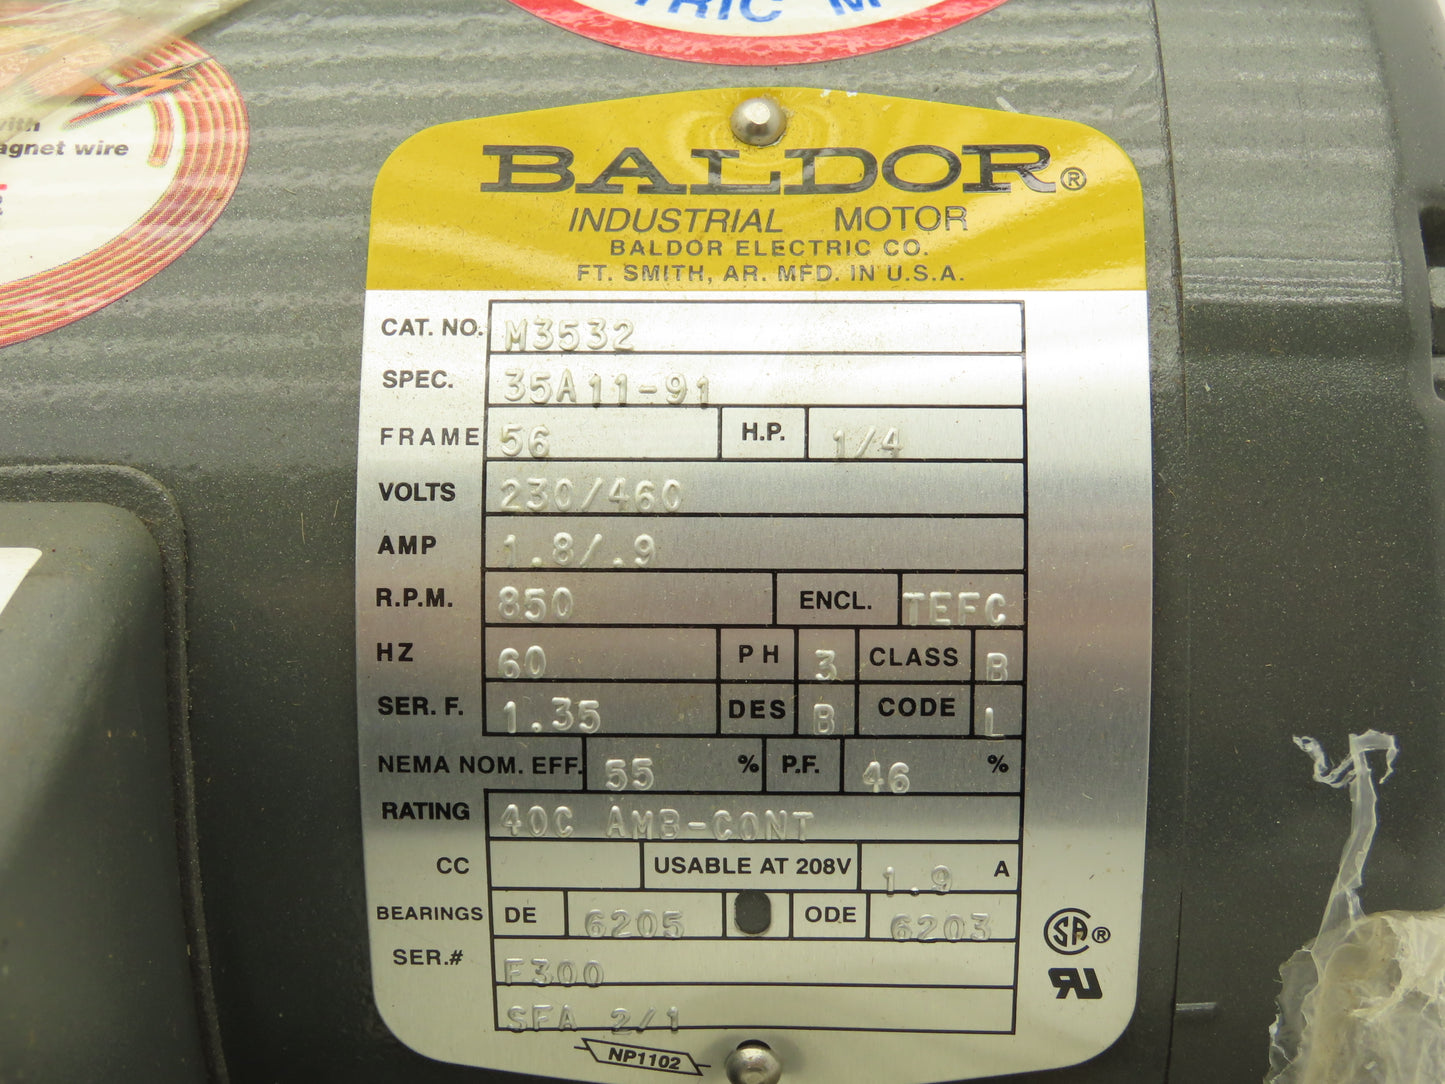 TRIC M
with
agnet wire
BALDOR®
INDUSTRIAL MOTOR
BALDOR ELECTRIC CO.
FT. SMITH, AR. MFD. IN U.S.A.
CAT. NO. M3532
SPEC. 35A11-91
FRAME 56 H.P. 1/4
VOLTS 230/460
AMP 1.8/.9
R.P.M. 850 ENCL. TEFC
HZ 60 PH 3 CLASS B
SER. F. 1.35 DES B CODE L
NEMA NOM. EFF. 55 % P.F. 46 %
RATING 40C AMB-CONT
CC USABLE AT 208V 1.9 A
BEARINGS DE 6205 ODE 6203
SER.# F300
SFA 2/1
SA ®
RU
NP1102